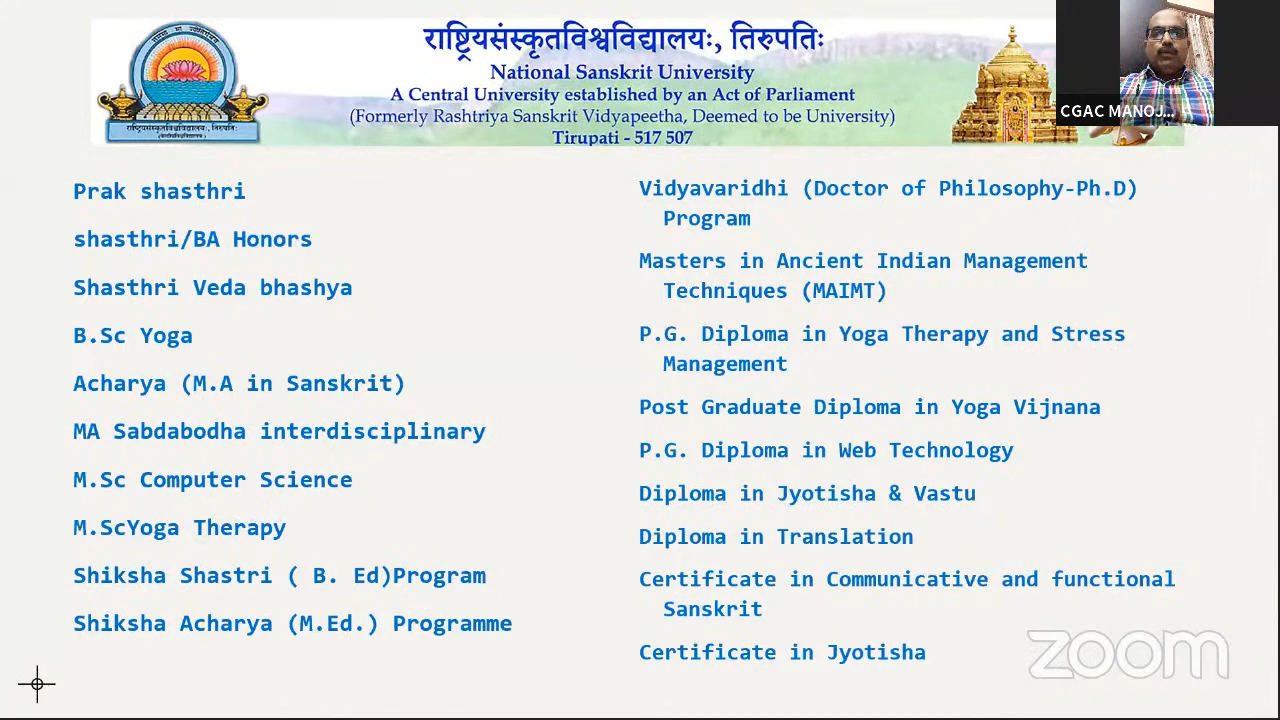 राष्ट्रियसंस्कृतविश्वविद्यालयः, तिरुपतिः
National Sanskrit University
A Central University established by an Act of Parliament
(Formerly Rashtriya Sanskrit Vidyapeetha, Deemed to be University)
Tirupati - 517 507
राष्ट्रियसंस्कृतविश्वविद्यालयः, तिरुपतिः
CGAC MANOJ...
Prak shasthri
shasthri/BA Honors
Shasthri Veda bhashya
B.Sc Yoga
Acharya (M.A in Sanskrit)
MA Sabdabodha interdisciplinary
M.Sc Computer Science
M.ScYoga Therapy
Shiksha Shastri ( B. Ed)Program
Shiksha Acharya (M.Ed.) Programme
Vidyavaridhi (Doctor of Philosophy-Ph.D)
Program
Masters in Ancient Indian Management
Techniques (MAIMT)
P.G. Diploma in Yoga Therapy and Stress
Management
Post Graduate Diploma in Yoga Vijnana
P.G. Diploma in Web Technology
Diploma in Jyotisha & Vastu
Diploma in Translation
Certificate in Communicative and functional
Sanskrit
Certificate in Jyotisha
zoom